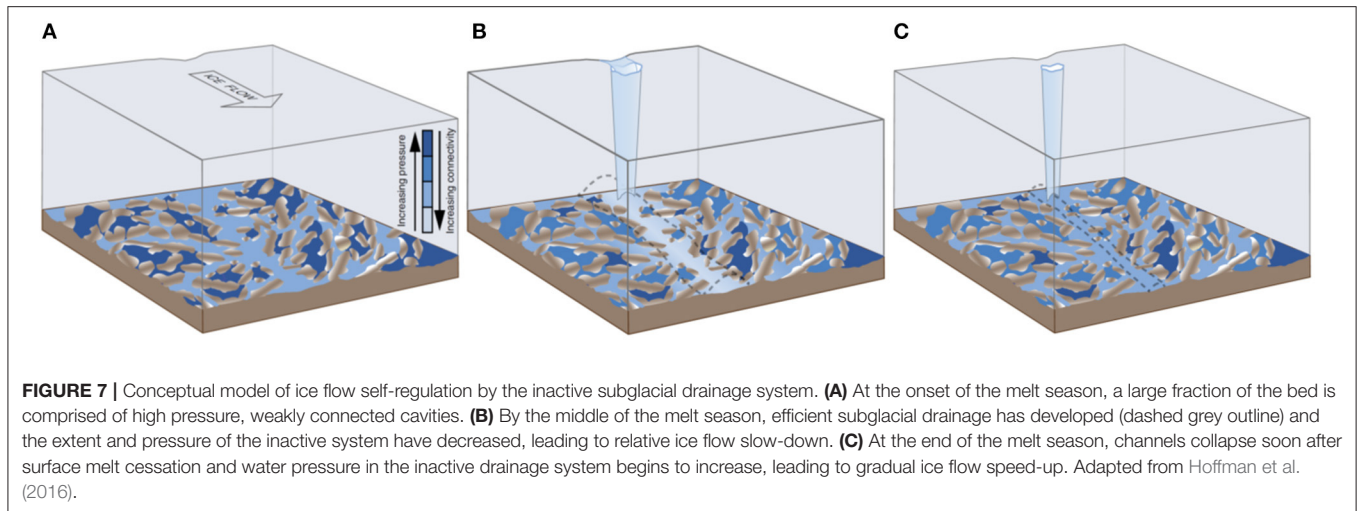 A
B
C
ICE FLOW
Increasing pressure
Increasing connectivity
FIGURE 7 | Conceptual model of ice flow self-regulation by the inactive subglacial drainage system. (A) At the onset of the melt season, a large fraction of the bed is
comprised of high pressure, weakly connected cavities. (B) By the middle of the melt season, efficient subglacial drainage has developed (dashed grey outline) and
the extent and pressure of the inactive system have decreased, leading to relative ice flow slow-down. (C) At the end of the melt season, channels collapse soon after
surface melt cessation and water pressure in the inactive drainage system begins to increase, leading to gradual ice flow speed-up. Adapted from Hoffman et al.
(2016).